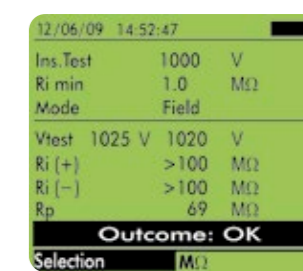 12/06/09 14:52:47
Ins.Test 1000 V
Ri min 1.0 MΩ
Mode Field
Vtest 1025 V 1020 V
Ri (+) >100 MΩ
Ri (−) >100 MΩ
Rp 69 MΩ
Outcome: OK
Selection MΩ